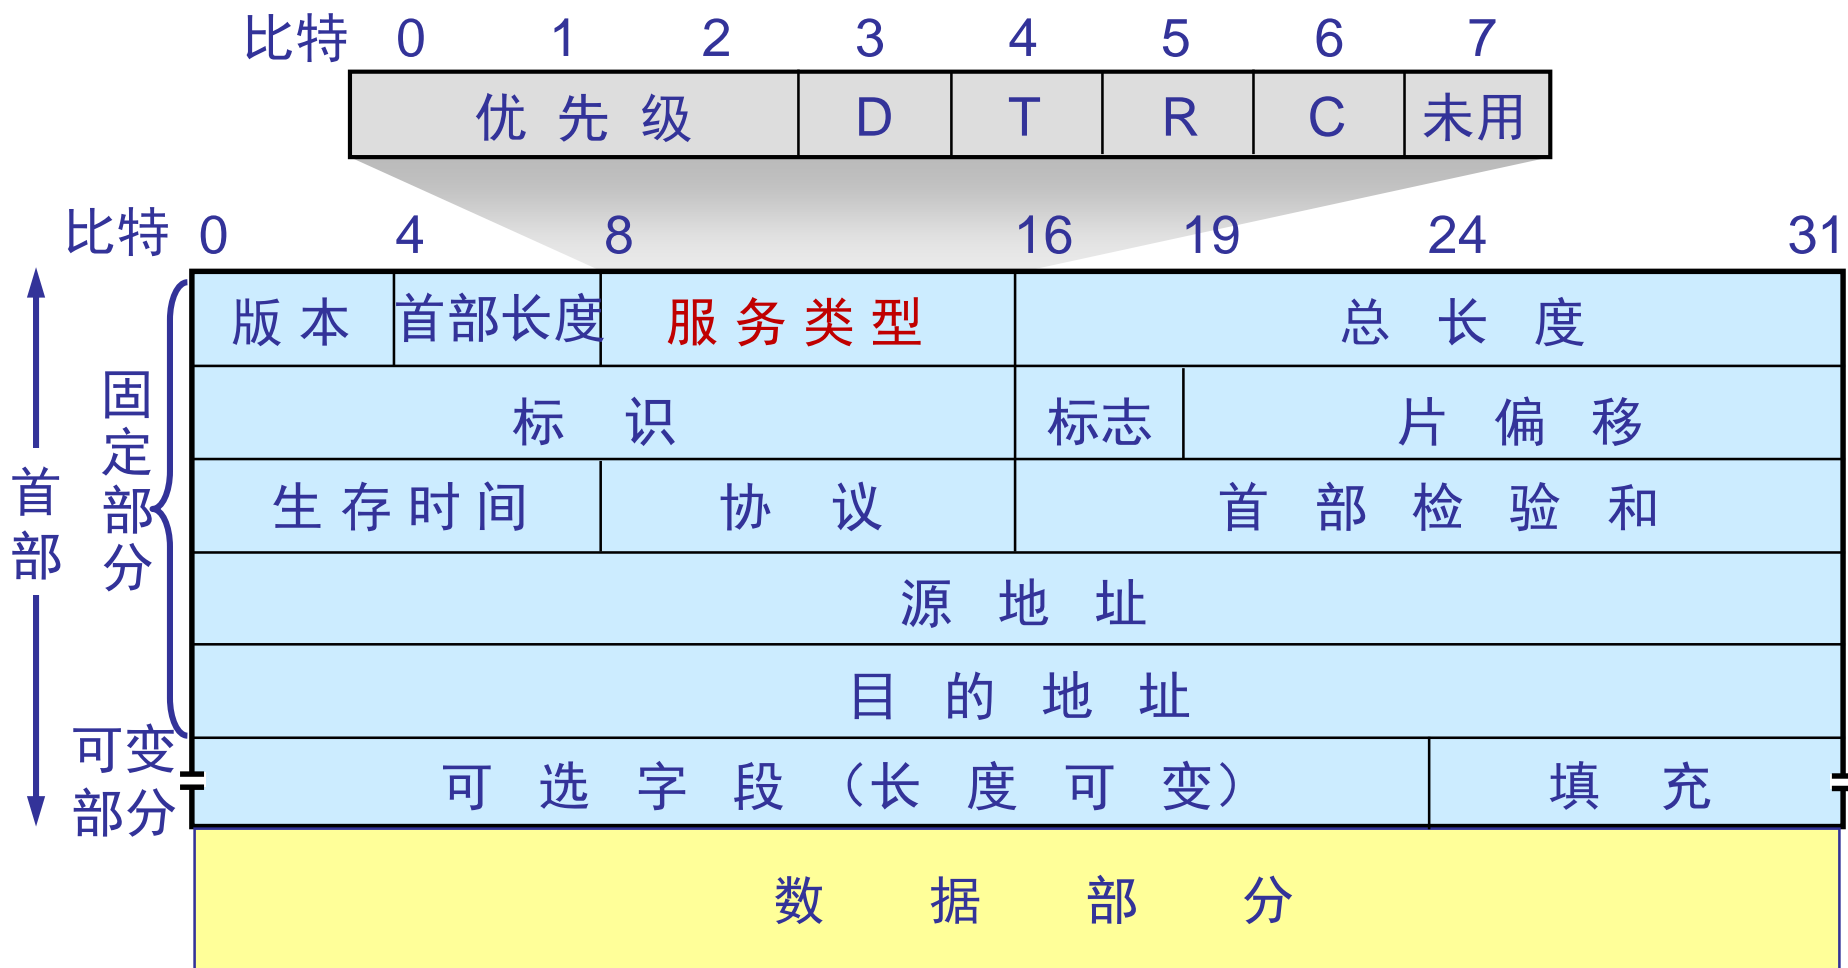 比特 0 1 2 3 4 5 6 7
优先级 D T R C 未用
比特 0 4 8 16 19 24 31
版本 首部长度 服务类型 总长度
标识 标志 片偏移
生存时间 协议 首部检验和
源地址
目的地址
可选字段（长度可变） 填充
数据部分
首部
固定部分
可变
部分